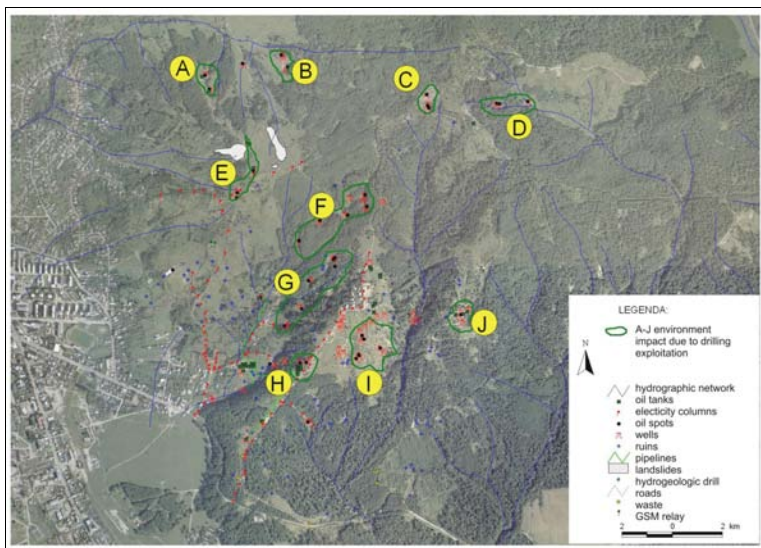 A
B
C
D
E
F
G
H
I
J
LEGENDA:
A-J environment
impact due to drilling
exploitation
N
hydrographic network
oil tanks
electicity columns
oil spots
wells
ruins
pipelines
landslides
hydrogeologic drill
roads
waste
GSM relay
2 0 2 km